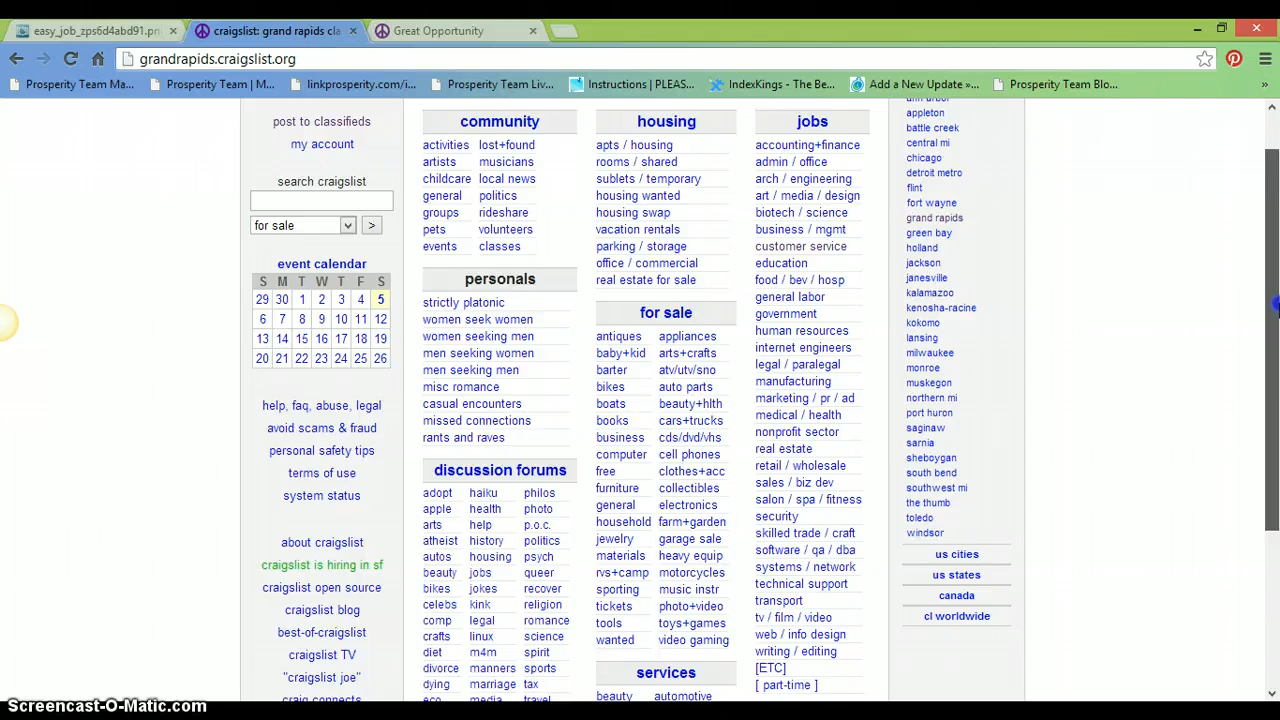 easy_job_zps6d4abd91.pn
craigslist: grand rapids cla
Great Opportunity
grandrapids.craigslist.org
Prosperity Team Ma...
Prosperity Team | M...
linkprosperity.com/i...
Prosperity Team Liv...
Instructions | PLEAS...
IndexKings - The Be...
Add a New Update »...
Prosperity Team Blo...
»
post to classifieds
my account
search craigslist
for sale
>
event calendar
S M T W T F S
29 30 1 2 3 4 5
6 7 8 9 10 11 12
13 14 15 16 17 18 19
20 21 22 23 24 25 26
help, faq, abuse, legal
avoid scams & fraud
personal safety tips
terms of use
system status
about craigslist
craigslist is hiring in sf
craigslist open source
craigslist blog
best-of-craigslist
craigslist TV
"craigslist joe"
craig connects
community
activities lost+found
artists musicians
childcare local news
general politics
groups rideshare
pets volunteers
events classes
personals
strictly platonic
women seek women
women seeking men
men seeking women
men seeking men
misc romance
casual encounters
missed connections
rants and raves
discussion forums
adopt haiku philos
apple health photo
arts help p.o.c.
atheist history politics
autos housing psych
beauty jobs queer
bikes jokes recover
celebs kink religion
comp legal romance
crafts linux science
diet m4m spirit
divorce manners sports
dying marriage tax
eco media travel
housing
apts / housing
rooms / shared
sublets / temporary
housing wanted
housing swap
vacation rentals
parking / storage
office / commercial
real estate for sale
for sale
antiques appliances
baby+kid arts+crafts
barter atv/utv/sno
bikes auto parts
boats beauty+hlth
books cars+trucks
business cds/dvd/vhs
computer cell phones
free clothes+acc
furniture collectibles
general electronics
household farm+garden
jewelry garage sale
materials heavy equip
rvs+camp motorcycles
sporting music instr
tickets photo+video
tools toys+games
wanted video gaming
services
beauty automotive
jobs
accounting+finance
admin / office
arch / engineering
art / media / design
biotech / science
business / mgmt
customer service
education
food / bev / hosp
general labor
government
human resources
internet engineers
legal / paralegal
manufacturing
marketing / pr / ad
medical / health
nonprofit sector
real estate
retail / wholesale
sales / biz dev
salon / spa / fitness
security
skilled trade / craft
software / qa / dba
systems / network
technical support
transport
tv / film / video
web / info design
writing / editing
[ETC]
[ part-time ]
ann arbor
appleton
battle creek
central mi
chicago
detroit metro
flint
fort wayne
grand rapids
green bay
holland
jackson
janesville
kalamazoo
kenosha-racine
kokomo
lansing
milwaukee
monroe
muskegon
northern mi
port huron
saginaw
sarnia
sheboygan
south bend
southwest mi
the thumb
toledo
windsor
us cities
us states
canada
cl worldwide
Screencast-O-Matic.com